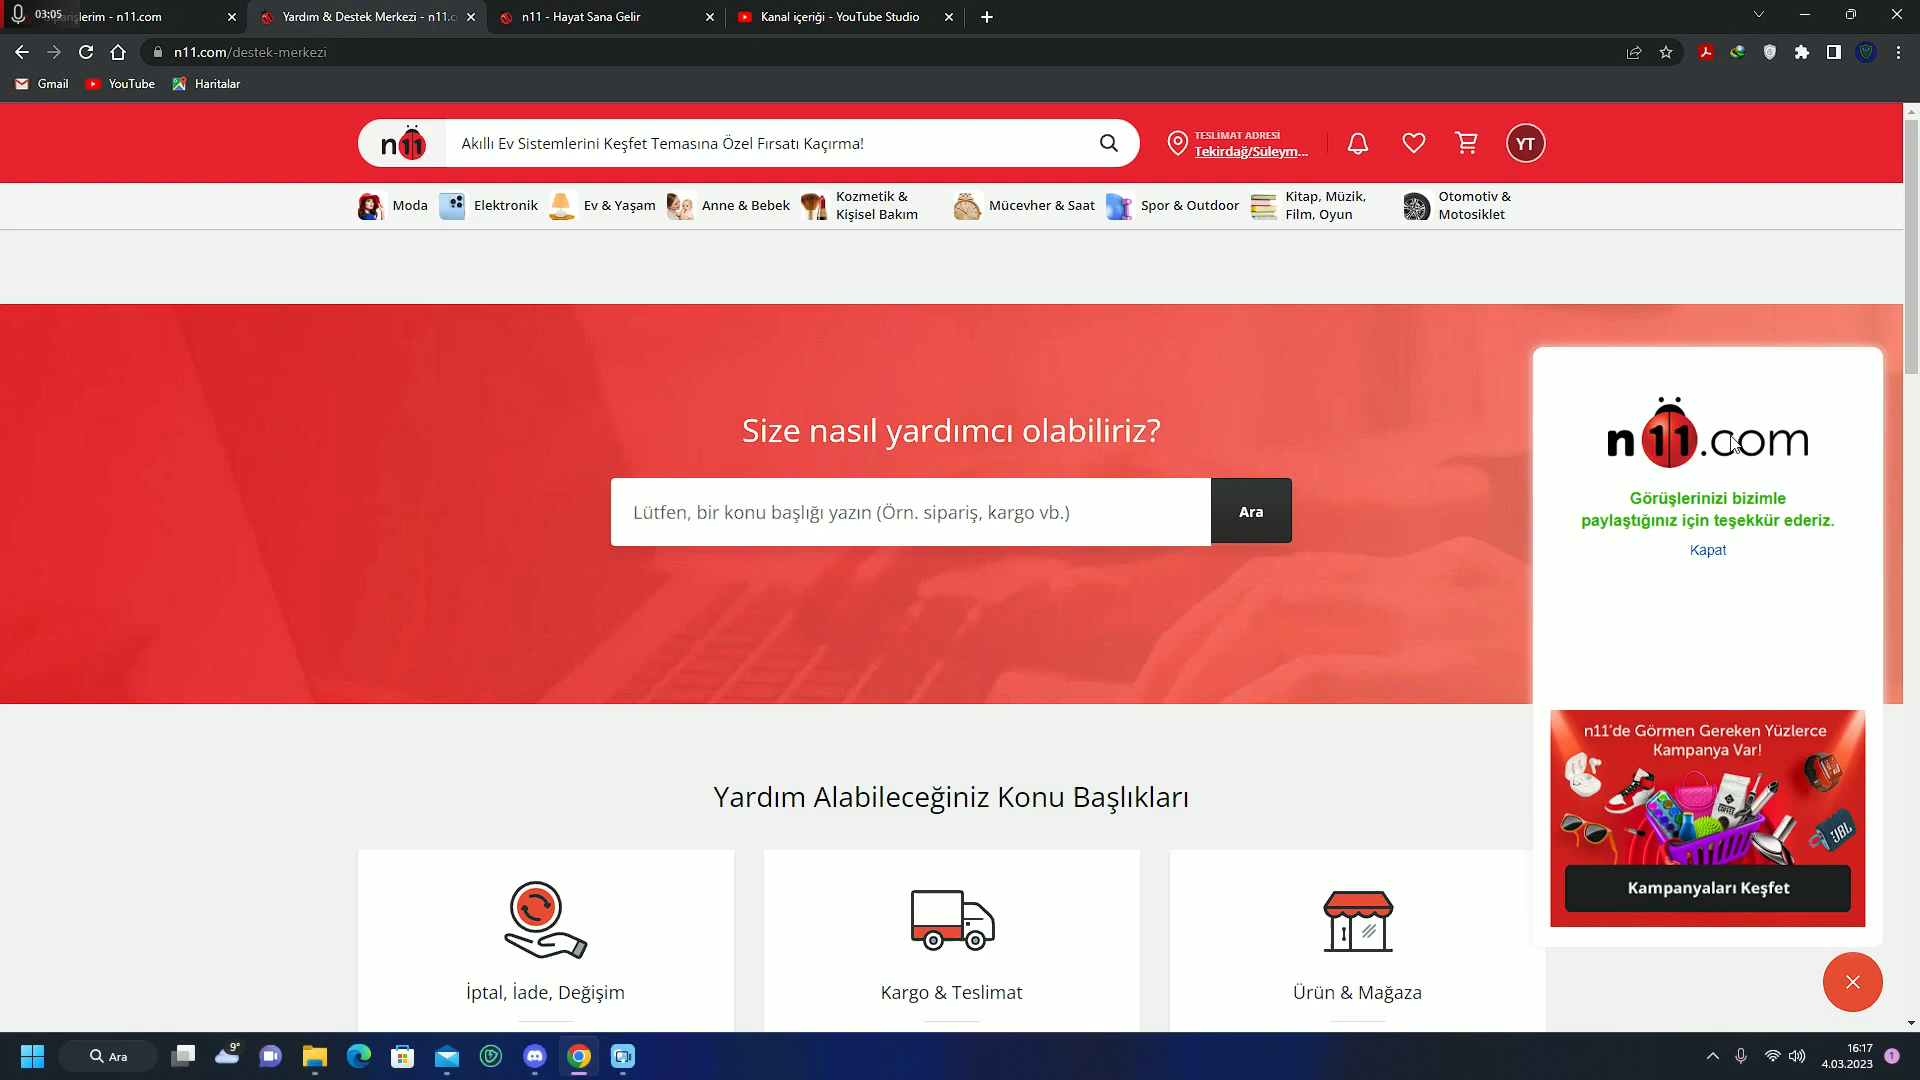 03:05
şlerim - n11.com
Yardım & Destek Merkezi - n11.c
n11 - Hayat Sana Gelir
Kanal içeriği - YouTube Studio
n11.com/destek-merkezi
Gmail
YouTube
Haritalar
n11
Akıllı Ev Sistemlerini Keşfet Temasına Özel Fırsatı Kaçırma!
TESLİMAT ADRESİ
Tekirdağ/Süleym...
YT
Moda
Elektronik
Ev & Yaşam
Anne & Bebek
Kozmetik &
Kişisel Bakım
Mücevher & Saat
Spor & Outdoor
Kitap, Müzik,
Film, Oyun
Otomotiv &
Motosiklet
Size nasıl yardımcı olabiliriz?
Lütfen, bir konu başlığı yazın (Örn. sipariş, kargo vb.)
Ara
n11.com
Görüşlerinizi bizimle
paylaştığınız için teşekkür ederiz.
Kapat
n11'de Görmen Gereken Yüzlerce
Kampanya Var!
COFFEE
JBL
Kampanyaları Keşfet
Yardım Alabileceğiniz Konu Başlıkları
İptal, İade, Değişim
Kargo & Teslimat
Ürün & Mağaza
Ara
9°
16:17
4.03.2023
1